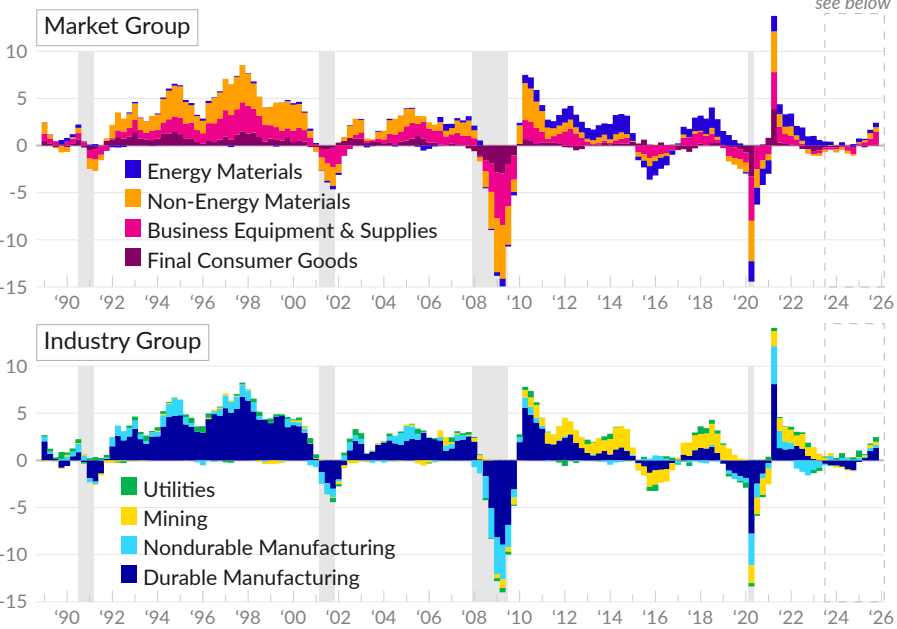 see below
Market Group
10
5
0
-5
-10
-15
Energy Materials
Non-Energy Materials
Business Equipment & Supplies
Final Consumer Goods
‘90 ‘92 ‘94 ‘96 ‘98 ‘00 ‘02 ‘04 ‘06 ‘08 ‘10 ‘12 ‘14 ‘16 ‘18 ‘20 ‘22 ‘24 ‘26
Industry Group
10
5
0
-5
-10
-15
Utilities
Mining
Nondurable Manufacturing
Durable Manufacturing
‘90 ‘92 ‘94 ‘96 ‘98 ‘00 ‘02 ‘04 ‘06 ‘08 ‘10 ‘12 ‘14 ‘16 ‘18 ‘20 ‘22 ‘24 ‘26